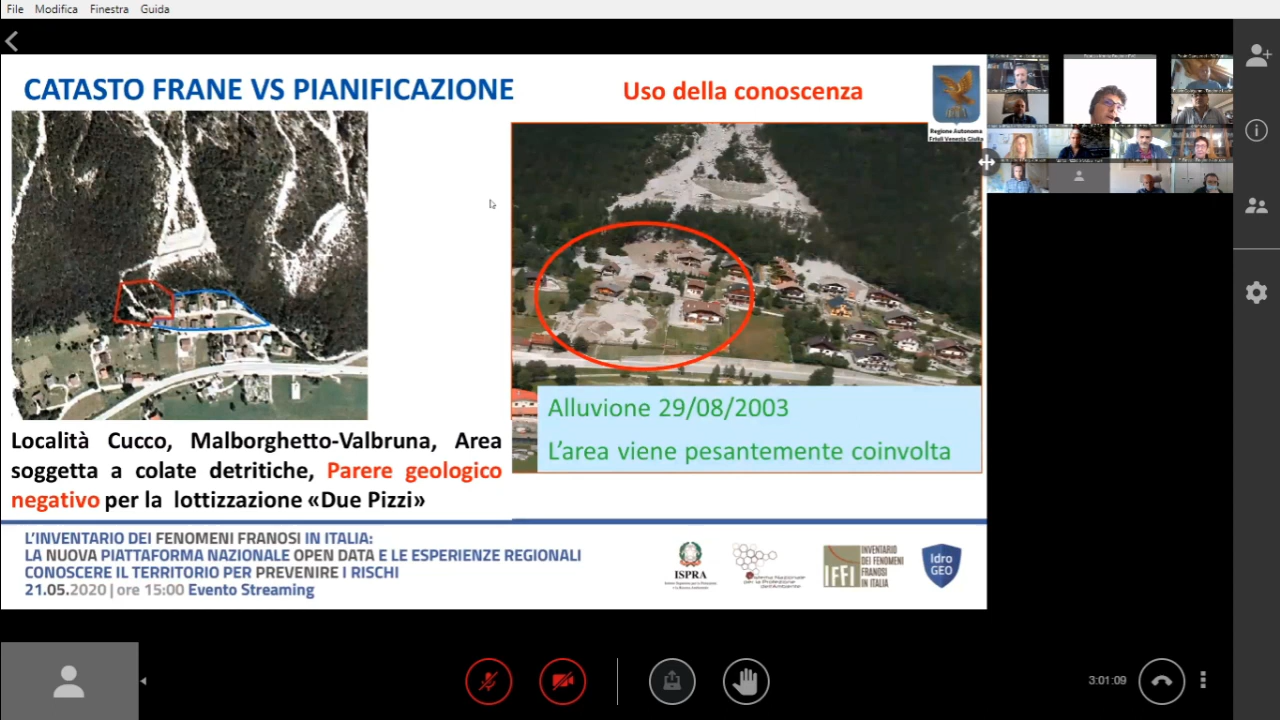 File Modifica Finestra Guida
CATASTO FRANE VS PIANIFICAZIONE
Uso della conoscenza
Regione Autonoma
Friuli Venezia Giulia
Alluvione 29/08/2003
L'area viene pesantemente coinvolta
Località Cucco, Malborghetto-Valbruna, Area
soggetta a colate detritiche, Parere geologico
negativo per la lottizzazione «Due Pizzi»
L'INVENTARIO DEI FENOMENI FRANOSI IN ITALIA:
LA NUOVA PIATTAFORMA NAZIONALE OPEN DATA E LE ESPERIENZE REGIONALI
CONOSCERE IL TERRITORIO PER PREVENIRE I RISCHI
21.05.2020 | ore 15:00 Evento Streaming
ISPRA
IFFI
INVENTARIO
DEI FENOMENI
FRANOSI
IN ITALIA
Idro
GEO
3:01:09